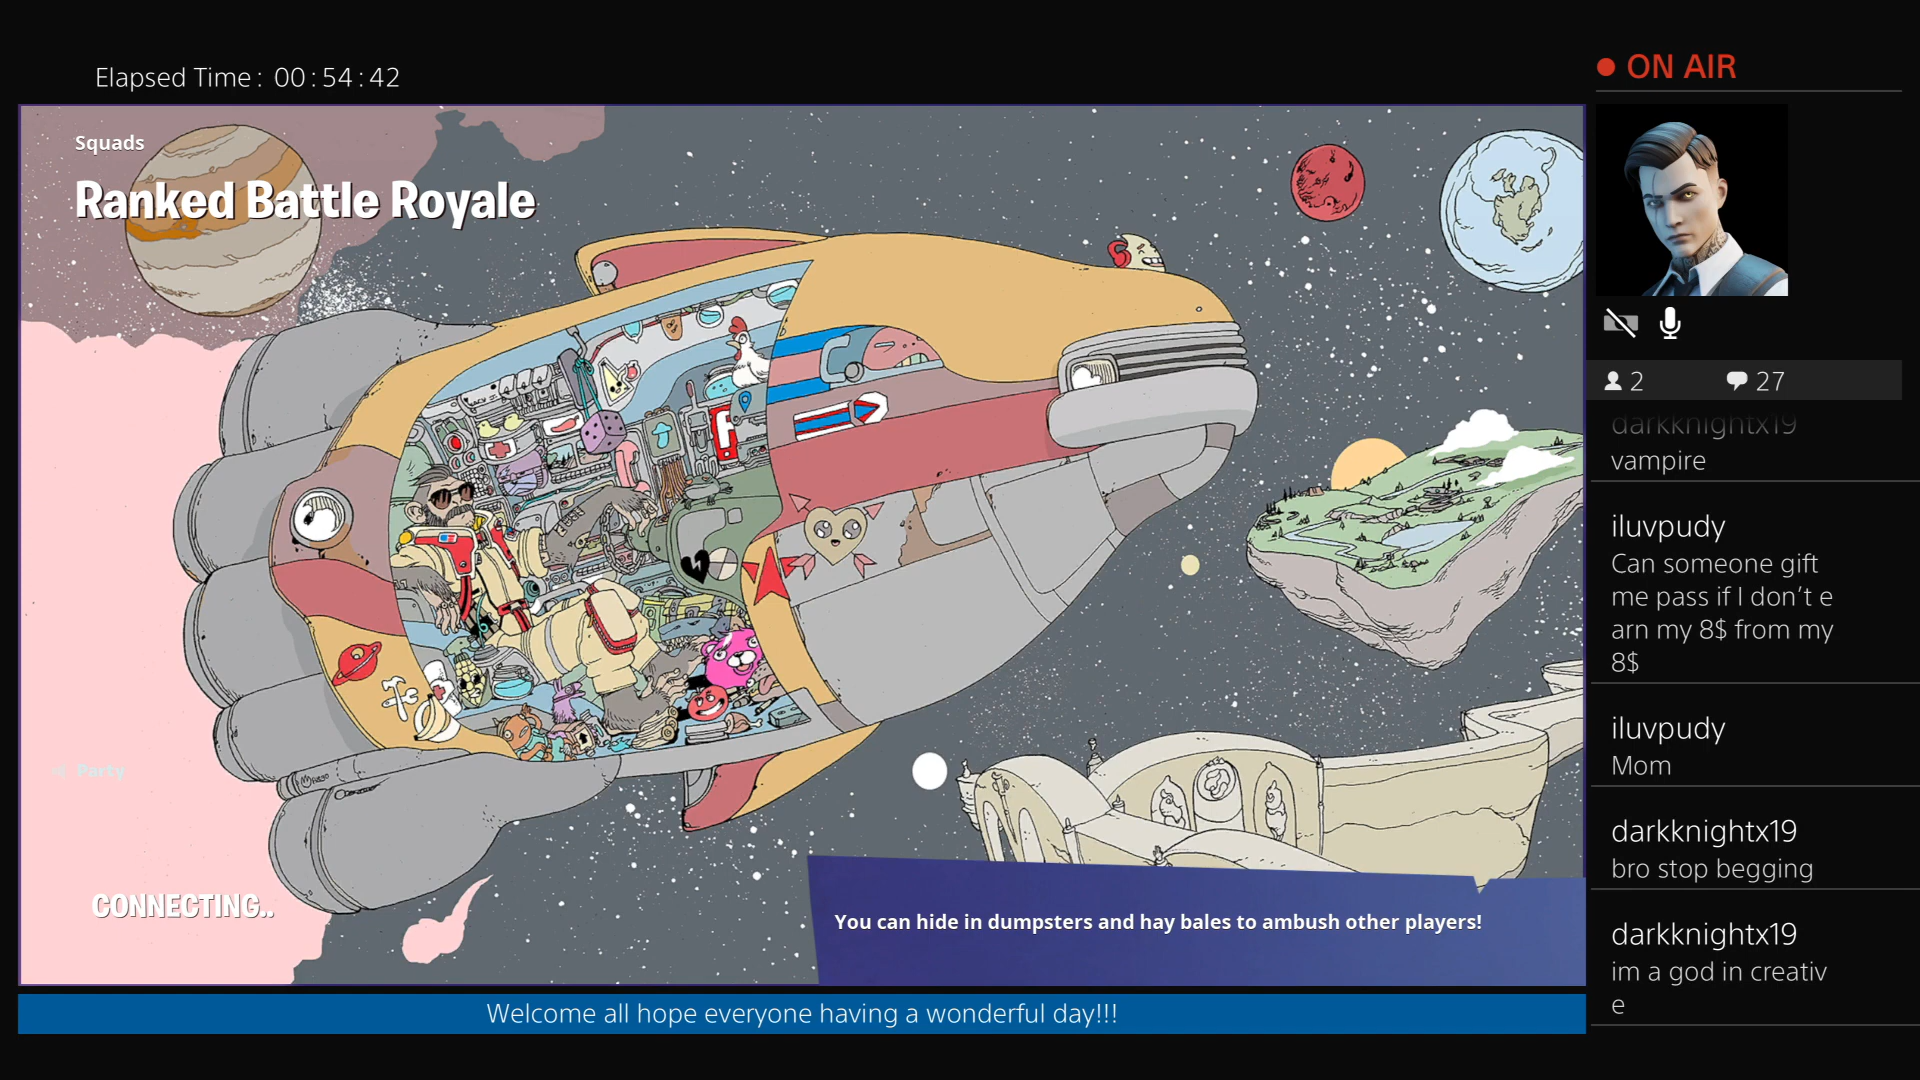 Elapsed Time: 00:54:42
ON AIR
Squads
Ranked Battle Royale
2
27
darkknightx19
vampire
iluvpudy
Can someone gift
me pass if I don't e
arn my 8$ from my
8$
iluvpudy
Mom
darkknightx19
bro stop begging
darkknightx19
im a god in creativ
e
Party
CONNECTING..
You can hide in dumpsters and hay bales to ambush other players!
Welcome all hope everyone having a wonderful day!!!